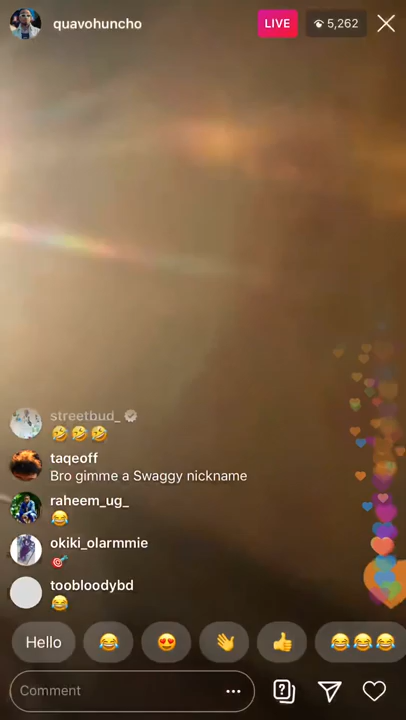 quavohuncho
LIVE
5,262
streetbud_
🤣🤣🤣
taqeoff
Bro gimme a Swaggy nickname
raheem_ug_
😂
okiki_olarmmie
🎯
toobloodybd
😂
Hello 😂 😍 👋 👍 😂😂😂
Comment